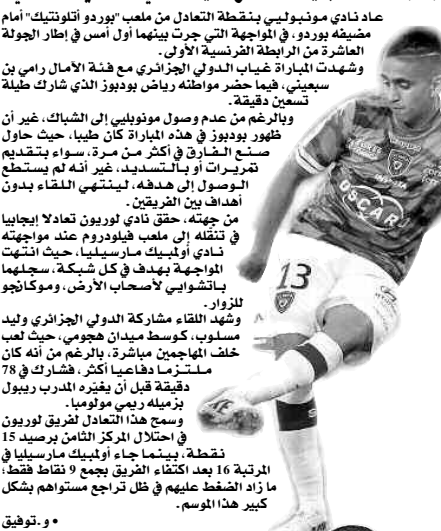 عاد نادي مونبوليي بنقطة التعادل من ملعب "بوردو أتلونتيك" أمام
مضيفه بوردو، في المواجهة التي جرت بينهما أول أمس في إطار الجولة
العاشرة من الرابطة الفرنسية الأولى.
وشهدت المباراة غياب الدولي الجزائري مع فئة الآمال رامي بن
سبعيني، فيما حضر مواطنه رياض بودبوز الذي شارك طيلة
تسعين دقيقة.
وبالرغم من عدم وصول مونوبليي إلى الشباك، غير أن
ظهور بودبوز في هذه المباراة كان طيبا، حيث حاول
صنع الفارق في أكثر من مرة، سواء بتقديم
تمريرات أو بالتسديد، غير أنه لم يستطع
الوصول إلى هدفه، لينتهي اللقاء بدون
أهداف بين الفريقين.
من جهته، حقق نادي لوريون تعادلا إيجابيا
في تنقله إلى ملعب فيلودروم عند مواجهته
نادي أولمبيك مارسيليا، حيث انتهت
المواجهة بهدف في كل شبكة، سجلهما
باتشوايي لأصحاب الأرض، وموكانجو
للزوار.
وشهد اللقاء مشاركة الدولي الجزائري وليد
مسلوب، كوسط ميدان هجومي، حيث لعب
خلف المهاجمين مباشرة، بالرغم من أنه كان
ملتزما دفاعيا أكثر، فشارك في 78
دقيقة قبل أن يغيّره المدرب ريبول
بزميله ريمي مولومبا.
وسمح هذا التعادل لفريق لوريون
في احتلال المركز الثامن برصيد 15
نقطة، بينما جاء أولمبيك مارسيليا في
المرتبة 16 بعد اكتفاء الفريق بجمع 9 نقاط فقط؛
ما زاد الضغط عليهم في ظل تراجع مستواهم بشكل
كبير هذا الموسم.
• و.توفيق
OSCARO
13